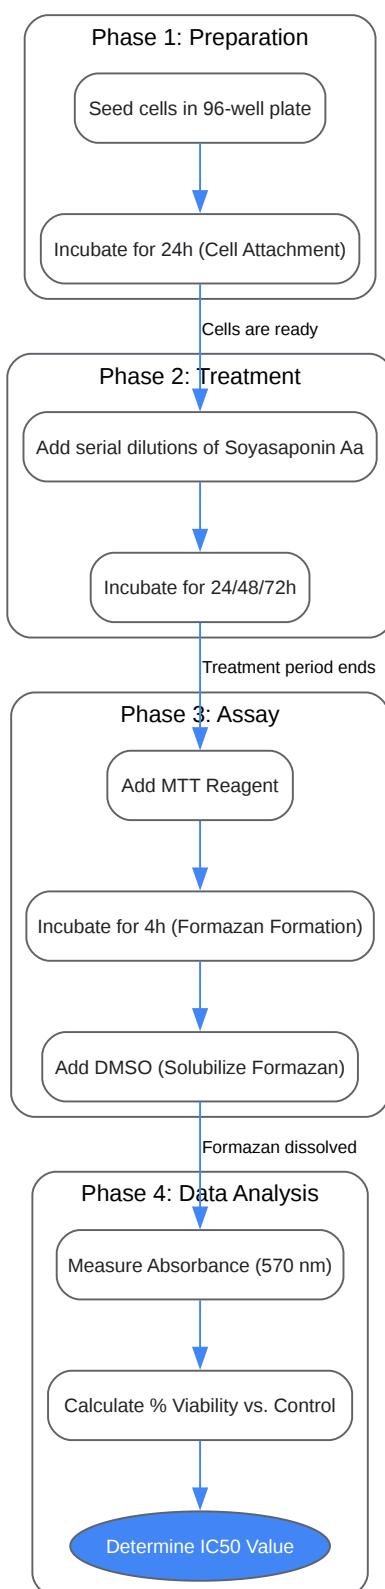 Phase 1: Preparation
Seed cells in 96-well plate
Incubate for 24h (Cell Attachment)
Cells are ready
Phase 2: Treatment
Add serial dilutions of Soyasaponin Aa
Incubate for 24/48/72h
Treatment period ends
Phase 3: Assay
Add MTT Reagent
Incubate for 4h (Formazan Formation)
Add DMSO (Solubilize Formazan)
Formazan dissolved
Phase 4: Data Analysis
Measure Absorbance (570 nm)
Calculate % Viability vs. Control
Determine IC50 Value